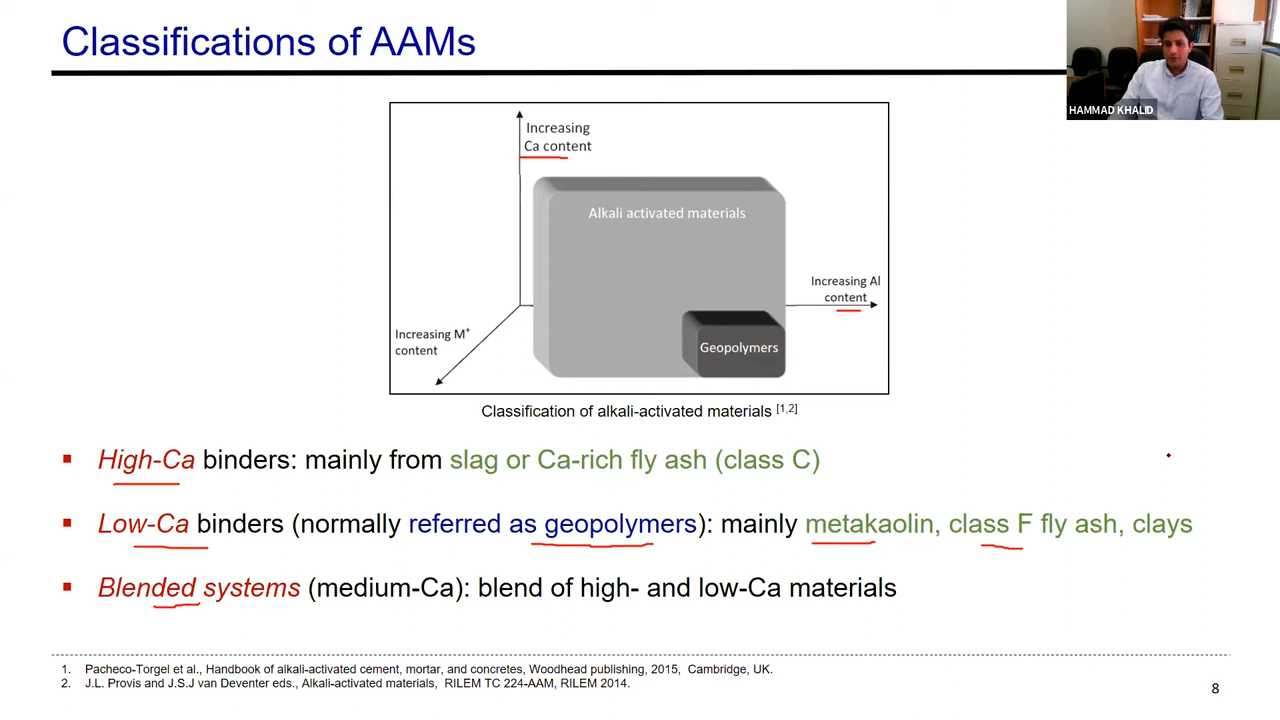 Classifications of AAMs
HAMMAD KHALID
Increasing
Ca content
Alkali activated materials
Increasing Al
content
Increasing M⁺
content
Geopolymers
Classification of alkali-activated materials [1,2]
▪ High-Ca binders: mainly from slag or Ca-rich fly ash (class C)
▪ Low-Ca binders (normally referred as geopolymers): mainly metakaolin, class F fly ash, clays
▪ Blended systems (medium-Ca): blend of high- and low-Ca materials
1. Pacheco-Torgel et al., Handbook of alkali-activated cement, mortar, and concretes, Woodhead publishing, 2015, Cambridge, UK.
2. J.L. Provis and J.S.J van Deventer eds., Alkali-activated materials, RILEM TC 224-AAM, RILEM 2014.
8